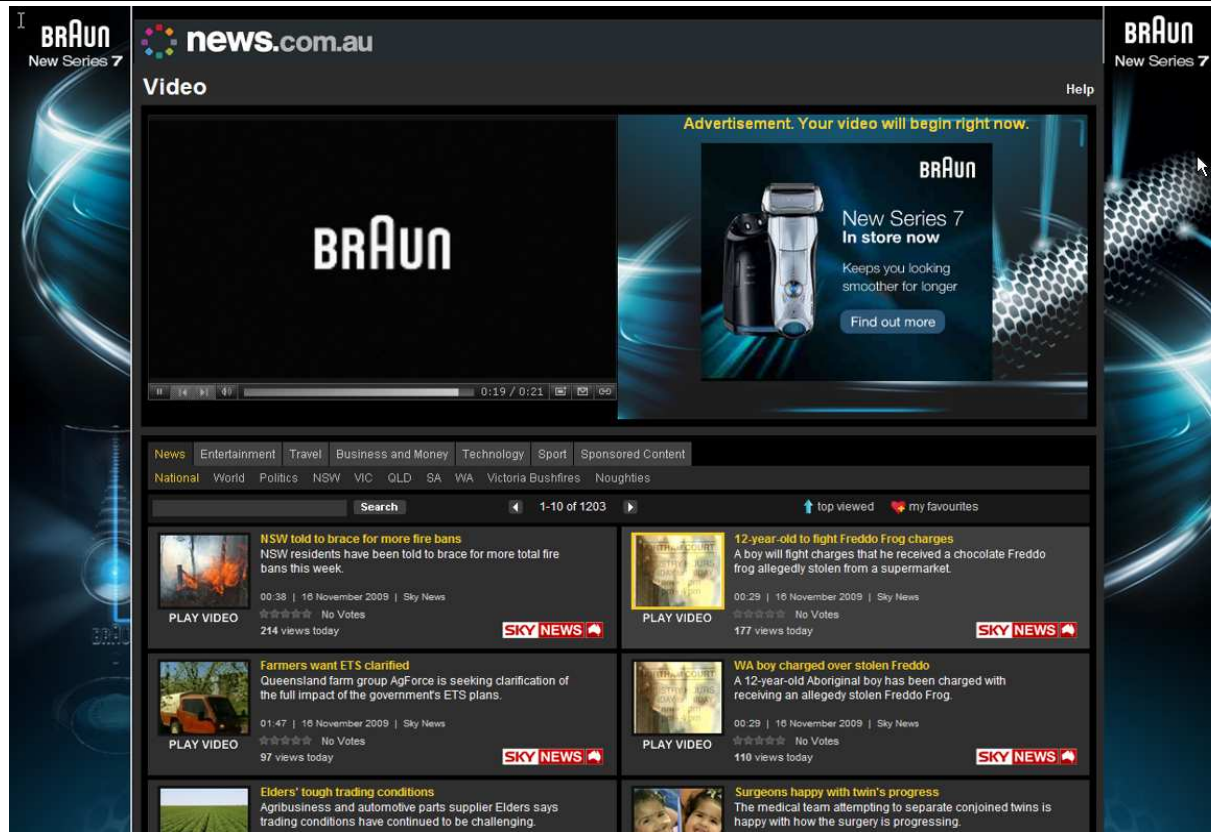 BRAUN
New Series 7
news.com.au
BRAUN
New Series 7
Video
Help
Advertisement. Your video will begin right now.
BRAUN
BRAUN
New Series 7
In store now
Keeps you looking
smoother for longer
Find out more
0:19 / 0:21
News Entertainment Travel Business and Money Technology Sport Sponsored Content
National World Politics NSW VIC QLD SA WA Victoria Bushfires Noughties
Search 1-10 of 1203 top viewed my favourites
NSW told to brace for more fire bans
NSW residents have been told to brace for more total fire
bans this week.
00:38 | 16 November 2009 | Sky News
PLAY VIDEO
No Votes
214 views today
SKY NEWS
12-year-old to fight Freddo Frog charges
A boy will fight charges that he received a chocolate Freddo
frog allegedly stolen from a supermarket.
00:29 | 16 November 2009 | Sky News
PLAY VIDEO
No Votes
177 views today
SKY NEWS
Farmers want ETS clarified
Queensland farm group AgForce is seeking clarification of
the full impact of the government's ETS plans.
01:47 | 16 November 2009 | Sky News
PLAY VIDEO
No Votes
97 views today
SKY NEWS
WA boy charged over stolen Freddo
A 12-year-old Aboriginal boy has been charged with
receiving an allegedy stolen Freddo Frog.
00:29 | 16 November 2009 | Sky News
PLAY VIDEO
No Votes
110 views today
SKY NEWS
Elders' tough trading conditions
Agribusiness and automotive parts supplier Elders says
trading conditions have continued to be challenging.
Surgeons happy with twin's progress
The medical team attempting to separate conjoined twins is
happy with how the surgery is progressing.